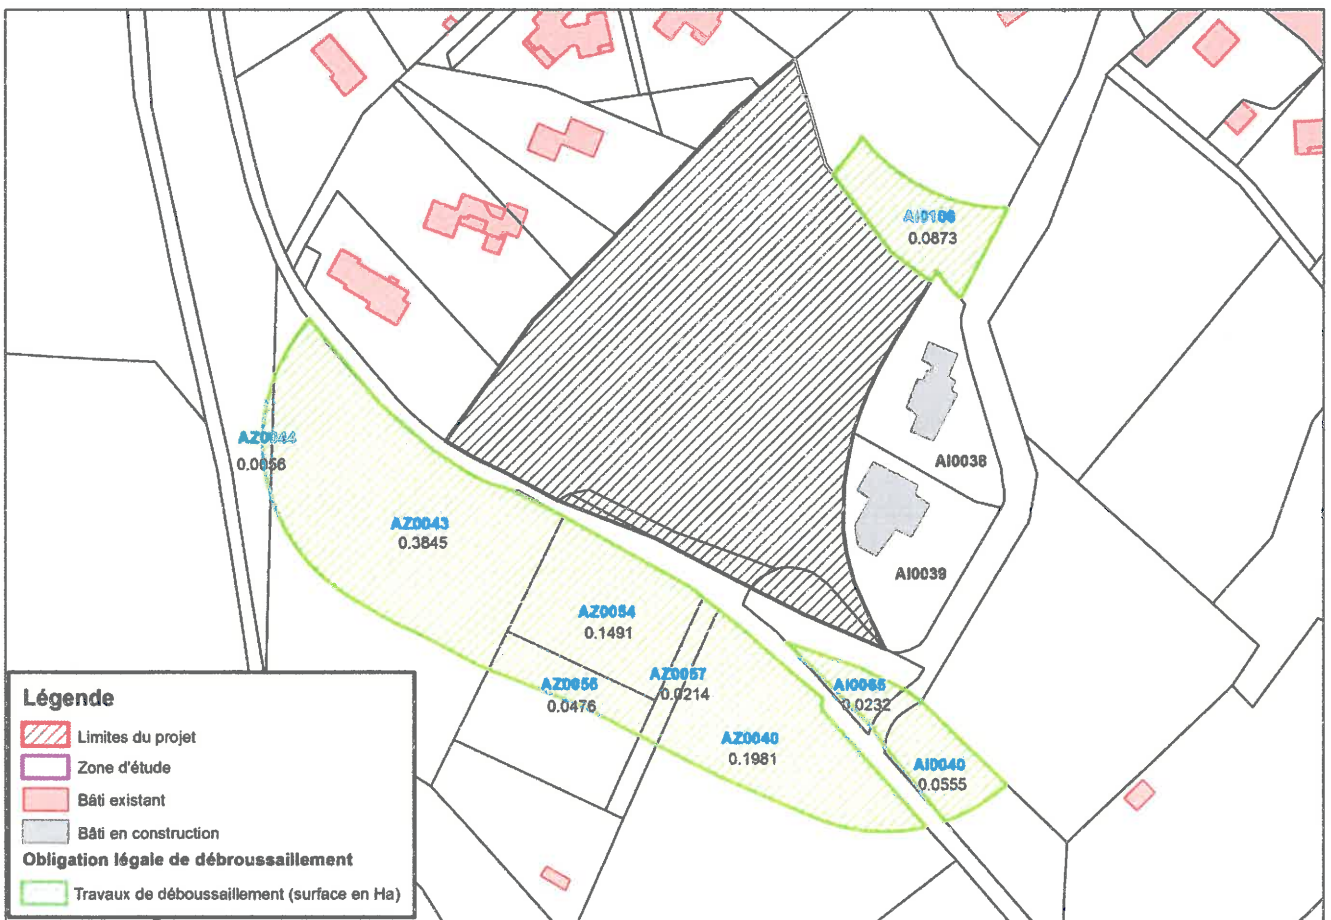 AI0106
0.0873
AZ0044
0.0056
AI0038
AZ0043
0.3845
AI0039
AZ0054
0.1491
AZ0057
0.0214
AZ0056
0.0476
AI0065
0.0232
AZ0040
0.1981
AI0040
0.0555
Légende
Limites du projet
Zone d'étude
Bâti existant
Bâti en construction
Obligation légale de débroussaillement
Travaux de déboussaillement (surface en Ha)